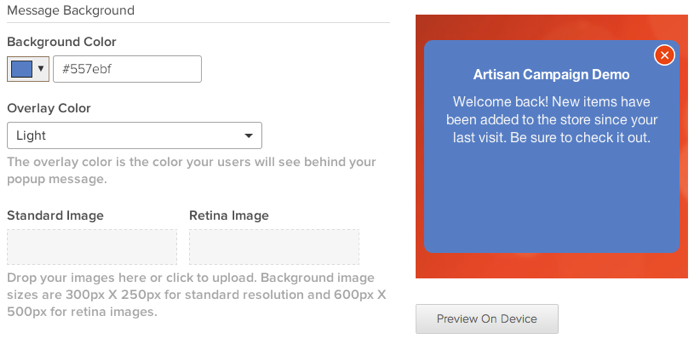 Message Background
Background Color
#557ebf
Overlay Color
Light
The overlay color is the color your users will see behind your
popup message.
Standard Image
Retina Image
Drop your images here or click to upload. Background image
sizes are 300px X 250px for standard resolution and 600px X
500px for retina images.
Artisan Campaign Demo
Welcome back! New items have
been added to the store since your
last visit. Be sure to check it out.
Preview On Device